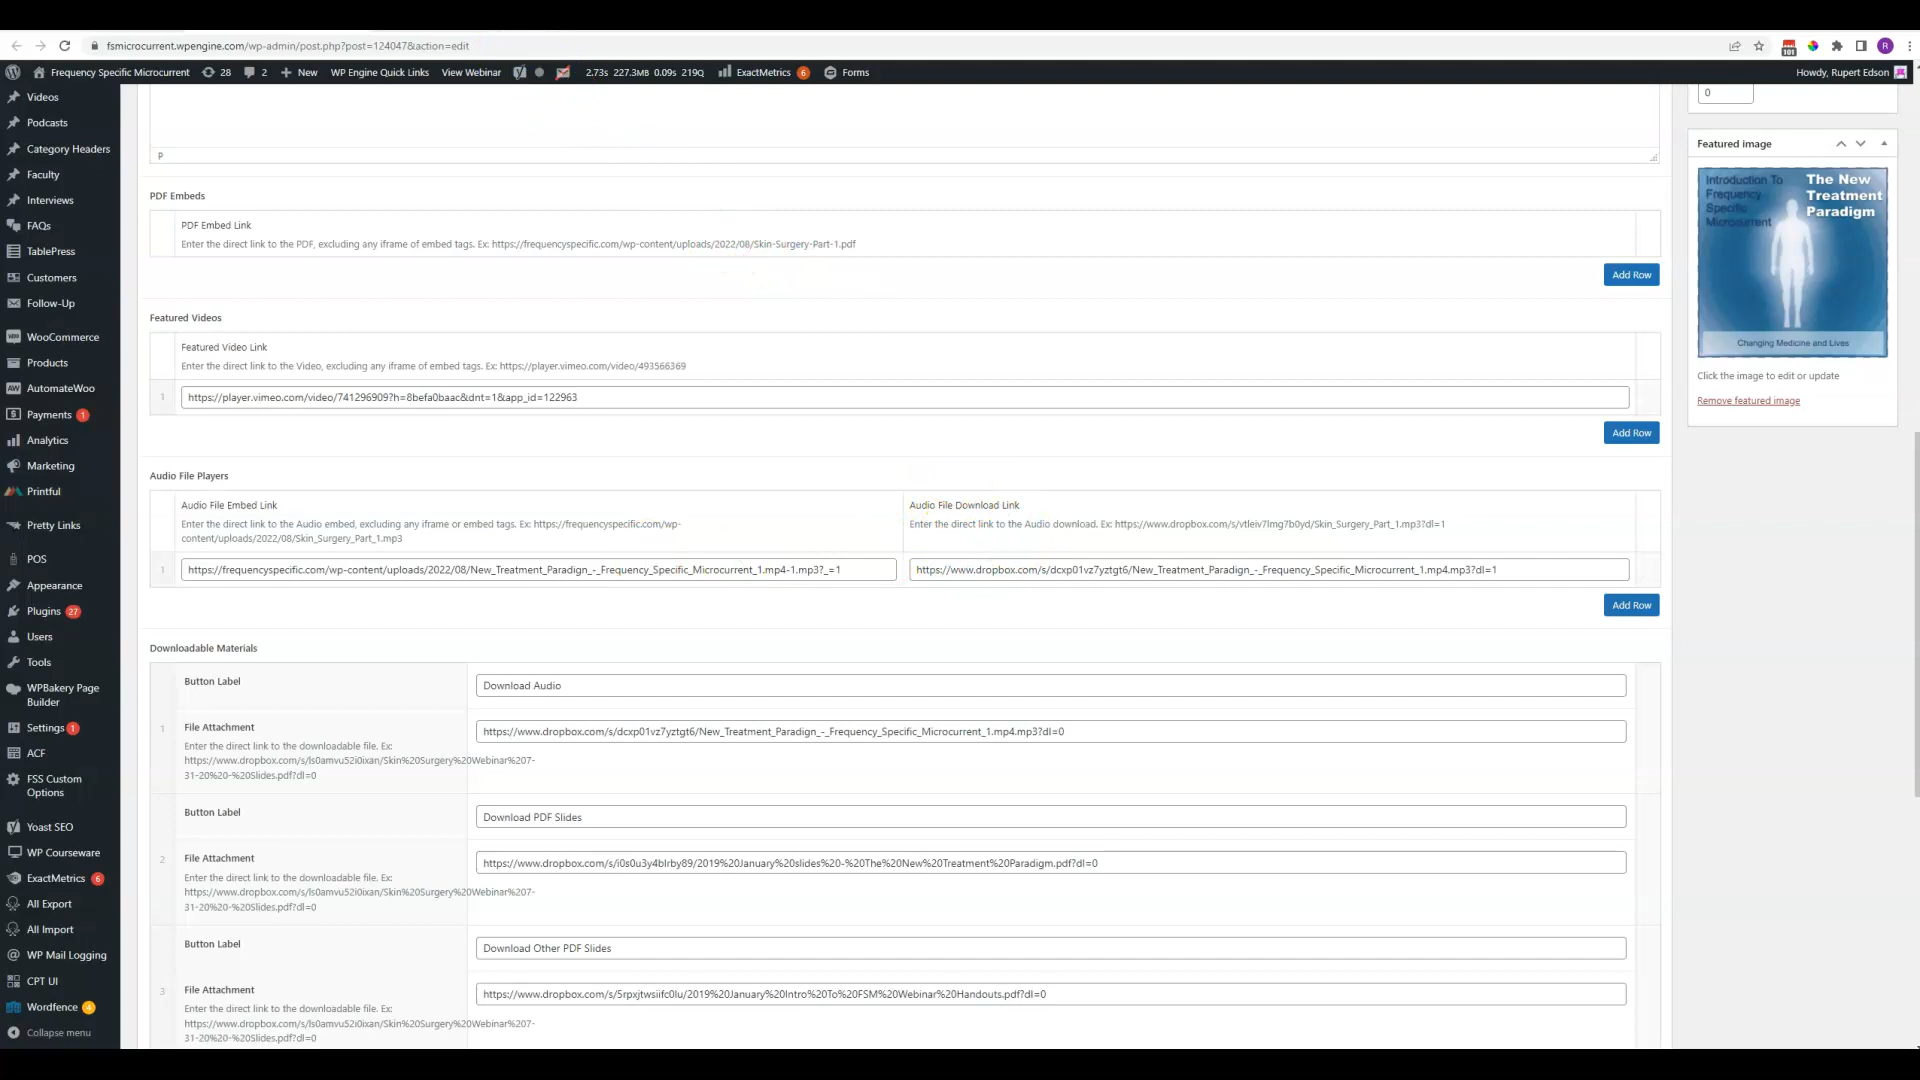 fsmicrocurrent.wpengine.com/wp-admin/post.php?post=124047&action=edit
101
R
Frequency Specific Microcurrent 28 2 New WP Engine Quick Links View Webinar 2.73s 227.3MB 0.09s 219Q ExactMetrics 6 Forms Howdy, Rupert Edson
Videos
Podcasts
Category Headers
Faculty
Interviews
FAQs
TablePress
Customers
Follow-Up
WooCommerce
Products
AutomateWoo
Payments 1
Analytics
Marketing
Printful
Pretty Links
POS
Appearance
Plugins 27
Users
Tools
WPBakery Page
Builder
Settings 1
ACF
FSS Custom
Options
Yoast SEO
WP Courseware
ExactMetrics 6
All Export
All Import
WP Mail Logging
CPT UI
Wordfence 4
Collapse menu
P
PDF Embeds
PDF Embed Link
Enter the direct link to the PDF, excluding any iframe of embed tags. Ex: https://frequencyspecific.com/wp-content/uploads/2022/08/Skin-Surgery-Part-1.pdf
Add Row
Featured Videos
Featured Video Link
Enter the direct link to the Video, excluding any iframe of embed tags. Ex: https://player.vimeo.com/video/493566369
1
https://player.vimeo.com/video/741296909?h=8befa0baac&dnt=1&app_id=122963
Add Row
Audio File Players
Audio File Embed Link
Enter the direct link to the Audio embed, excluding any iframe or embed tags. Ex: https://frequencyspecific.com/wp-
content/uploads/2022/08/Skin_Surgery_Part_1.mp3
Audio File Download Link
Enter the direct link to the Audio download. Ex: https://www.dropbox.com/s/vtleiv7lmg7b0yd/Skin_Surgery_Part_1.mp3?dl=1
1
https://frequencyspecific.com/wp-content/uploads/2022/08/New_Treatment_Paradign_-_Frequency_Specific_Microcurrent_1.mp4-1.mp3?_=1
https://www.dropbox.com/s/dcxp01vz7yztgt6/New_Treatment_Paradign_-_Frequency_Specific_Microcurrent_1.mp4.mp3?dl=1
Add Row
Downloadable Materials
Button Label
Download Audio
1
File Attachment
https://www.dropbox.com/s/dcxp01vz7yztgt6/New_Treatment_Paradign_-_Frequency_Specific_Microcurrent_1.mp4.mp3?dl=0
Enter the direct link to the downloadable file. Ex:
https://www.dropbox.com/s/ls0amvu52i0ixan/Skin%20Surgery%20Webinar%207-
31-20%20-%20Slides.pdf?dl=0
Button Label
Download PDF Slides
2
File Attachment
https://www.dropbox.com/s/i0s0u3y4blrby89/2019%20January%20slides%20-%20The%20New%20Treatment%20Paradigm.pdf?dl=0
Enter the direct link to the downloadable file. Ex:
https://www.dropbox.com/s/ls0amvu52i0ixan/Skin%20Surgery%20Webinar%207-
31-20%20-%20Slides.pdf?dl=0
Button Label
Download Other PDF Slides
3
File Attachment
https://www.dropbox.com/s/5rpxjtwsiifc0lu/2019%20January%20Intro%20To%20FSM%20Webinar%20Handouts.pdf?dl=0
Enter the direct link to the downloadable file. Ex:
https://www.dropbox.com/s/ls0amvu52i0ixan/Skin%20Surgery%20Webinar%207-
31-20%20-%20Slides.pdf?dl=0
0
Featured image
Introduction To
Frequency
Specific
Microcurrent
The New
Treatment
Paradigm
Changing Medicine and Lives
Click the image to edit or update
Remove featured image